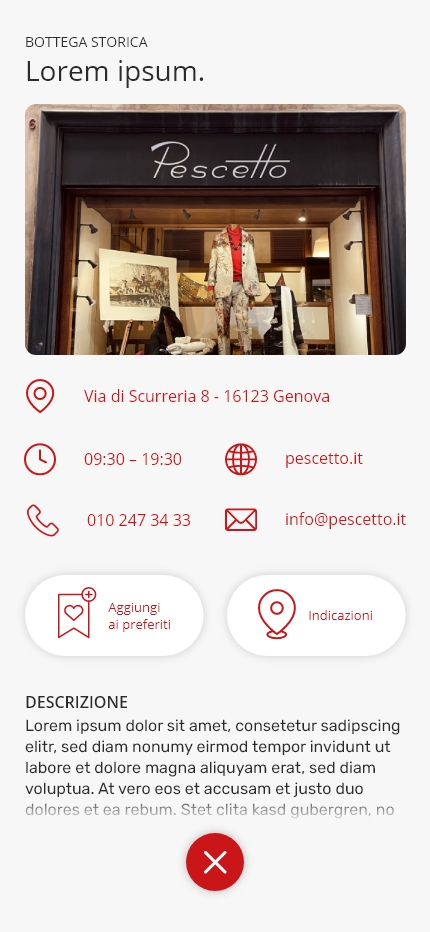 BOTTEGA STORICA
Lorem ipsum.
6
Pescetto
Via di Scurreria 8 - 16123 Genova
09:30 – 19:30
pescetto.it
010 247 34 33
info@pescetto.it
Aggiungi
ai preferiti
Indicazioni
DESCRIZIONE
Lorem ipsum dolor sit amet, consetetur sadipscing
elitr, sed diam nonumy eirmod tempor invidunt ut
labore et dolore magna aliquyam erat, sed diam
voluptua. At vero eos et accusam et justo duo
dolores et ea rebum. Stet clita kasd gubergren, no